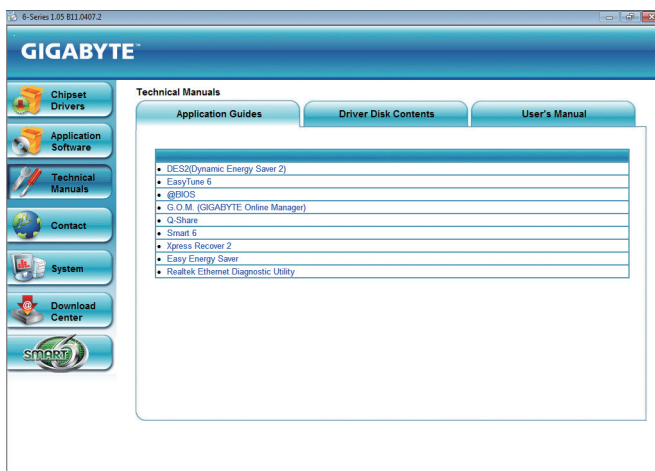 6-Series 1.05 B11.0407.2
GIGABYTE™
Chipset
Drivers
Application
Software
Technical
Manuals
Contact
System
Download
Center
SMART6
Technical Manuals
Application Guides
Driver Disk Contents
User's Manual
• DES2(Dynamic Energy Saver 2)
• EasyTune 6
• @BIOS
• G.O.M. (GIGABYTE Online Manager)
• Q-Share
• Smart 6
• Xpress Recover 2
• Easy Energy Saver
• Realtek Ethernet Diagnostic Utility